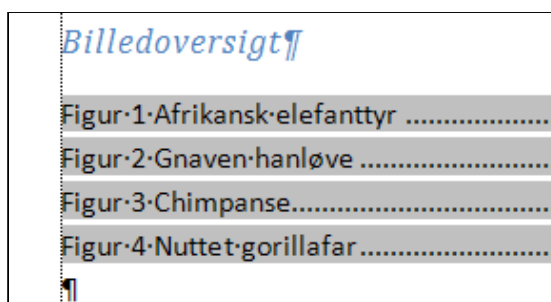 Billedoversigt¶
Figur·1·Afrikansk·elefanttyr ....................
Figur·2·Gnaven·hanløve ..........................
Figur·3·Chimpanse....................................
Figur·4·Nuttet·gorillafar..........................
¶